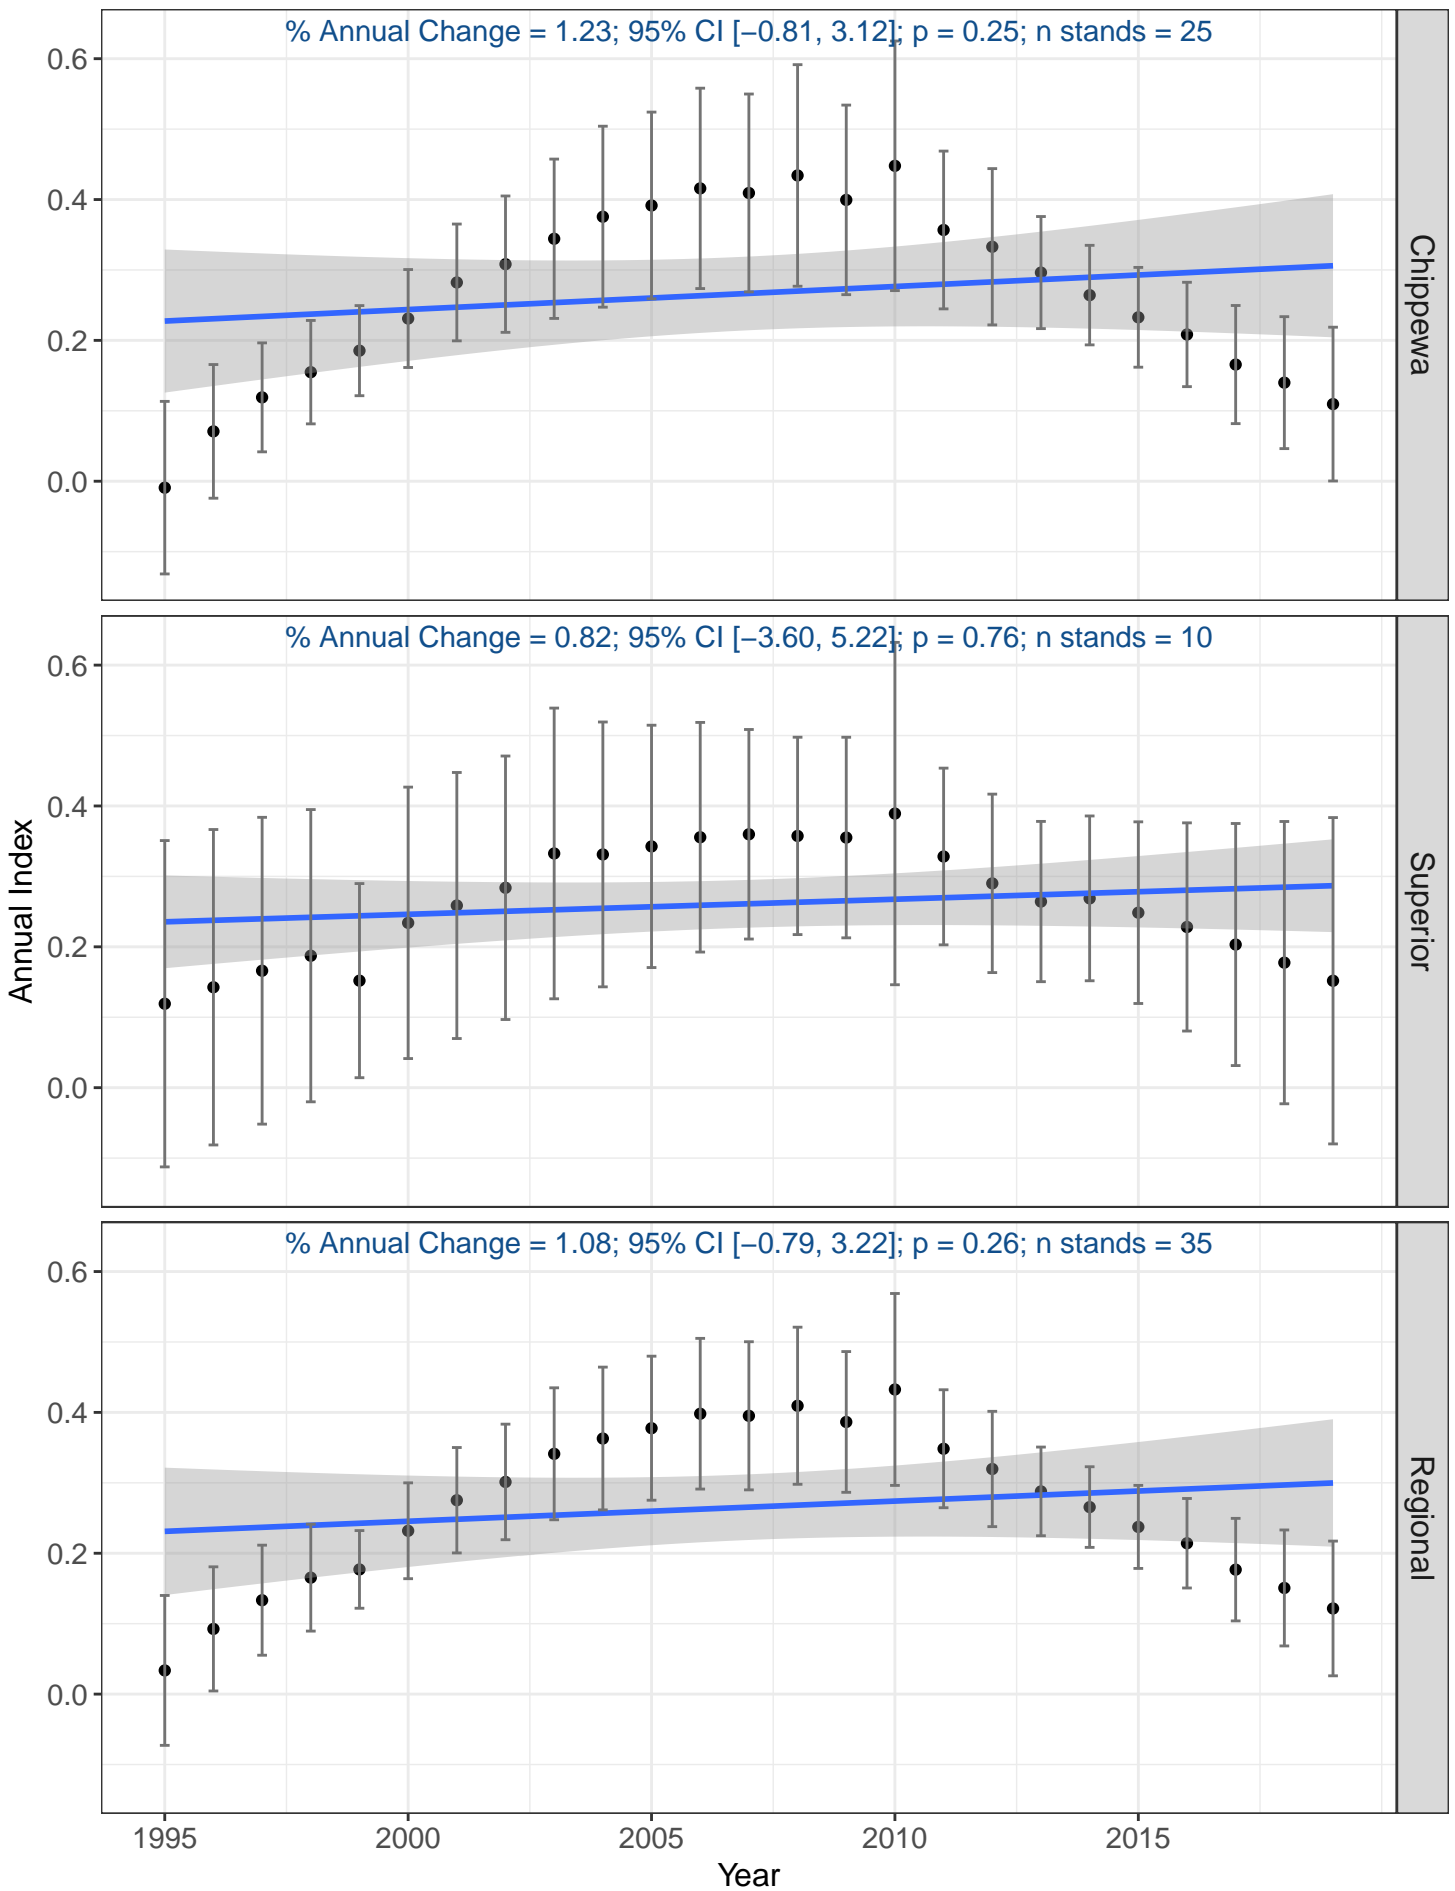 % Annual Change = 1.23; 95% CI [−0.81, 3.12]; p = 0.25; n stands = 25
0.6
0.4
0.2
0.0
Chippewa
% Annual Change = 0.82; 95% CI [−3.60, 5.22]; p = 0.76; n stands = 10
0.6
0.4
0.2
0.0
Superior
Annual Index
% Annual Change = 1.08; 95% CI [−0.79, 3.22]; p = 0.26; n stands = 35
0.6
0.4
0.2
0.0
Regional
1995 2000 2005 2010 2015
Year